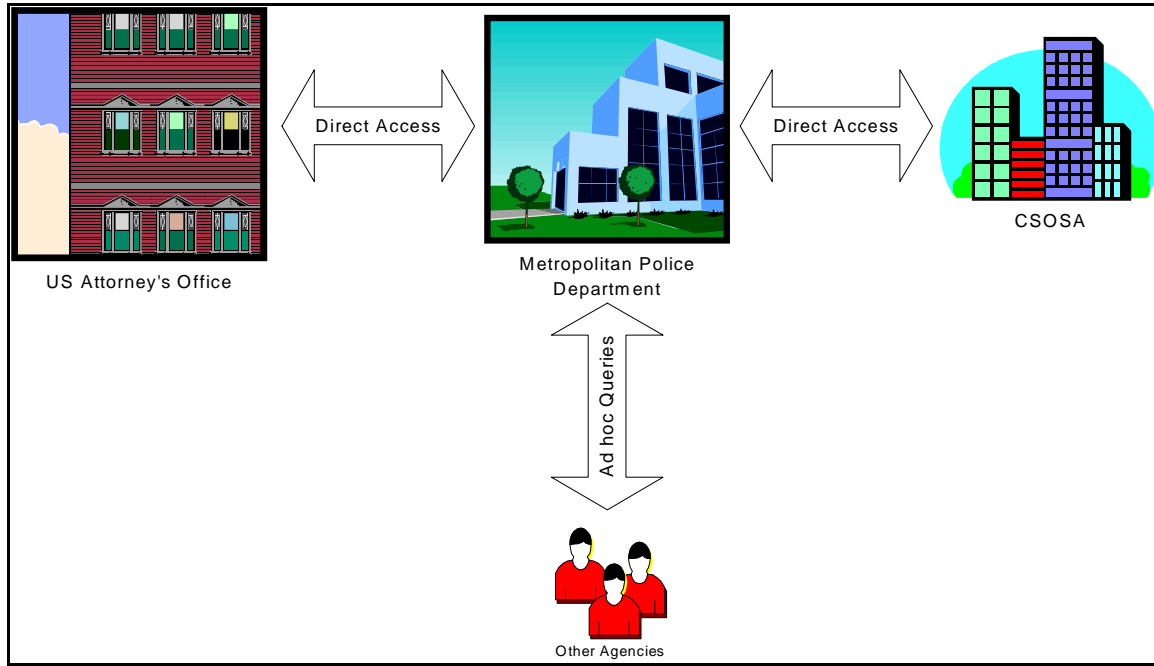 Direct Access
Direct Access
US Attorney's Office
Metropolitan Police
Department
CSOSA
Ad hoc Queries
Other Agencies